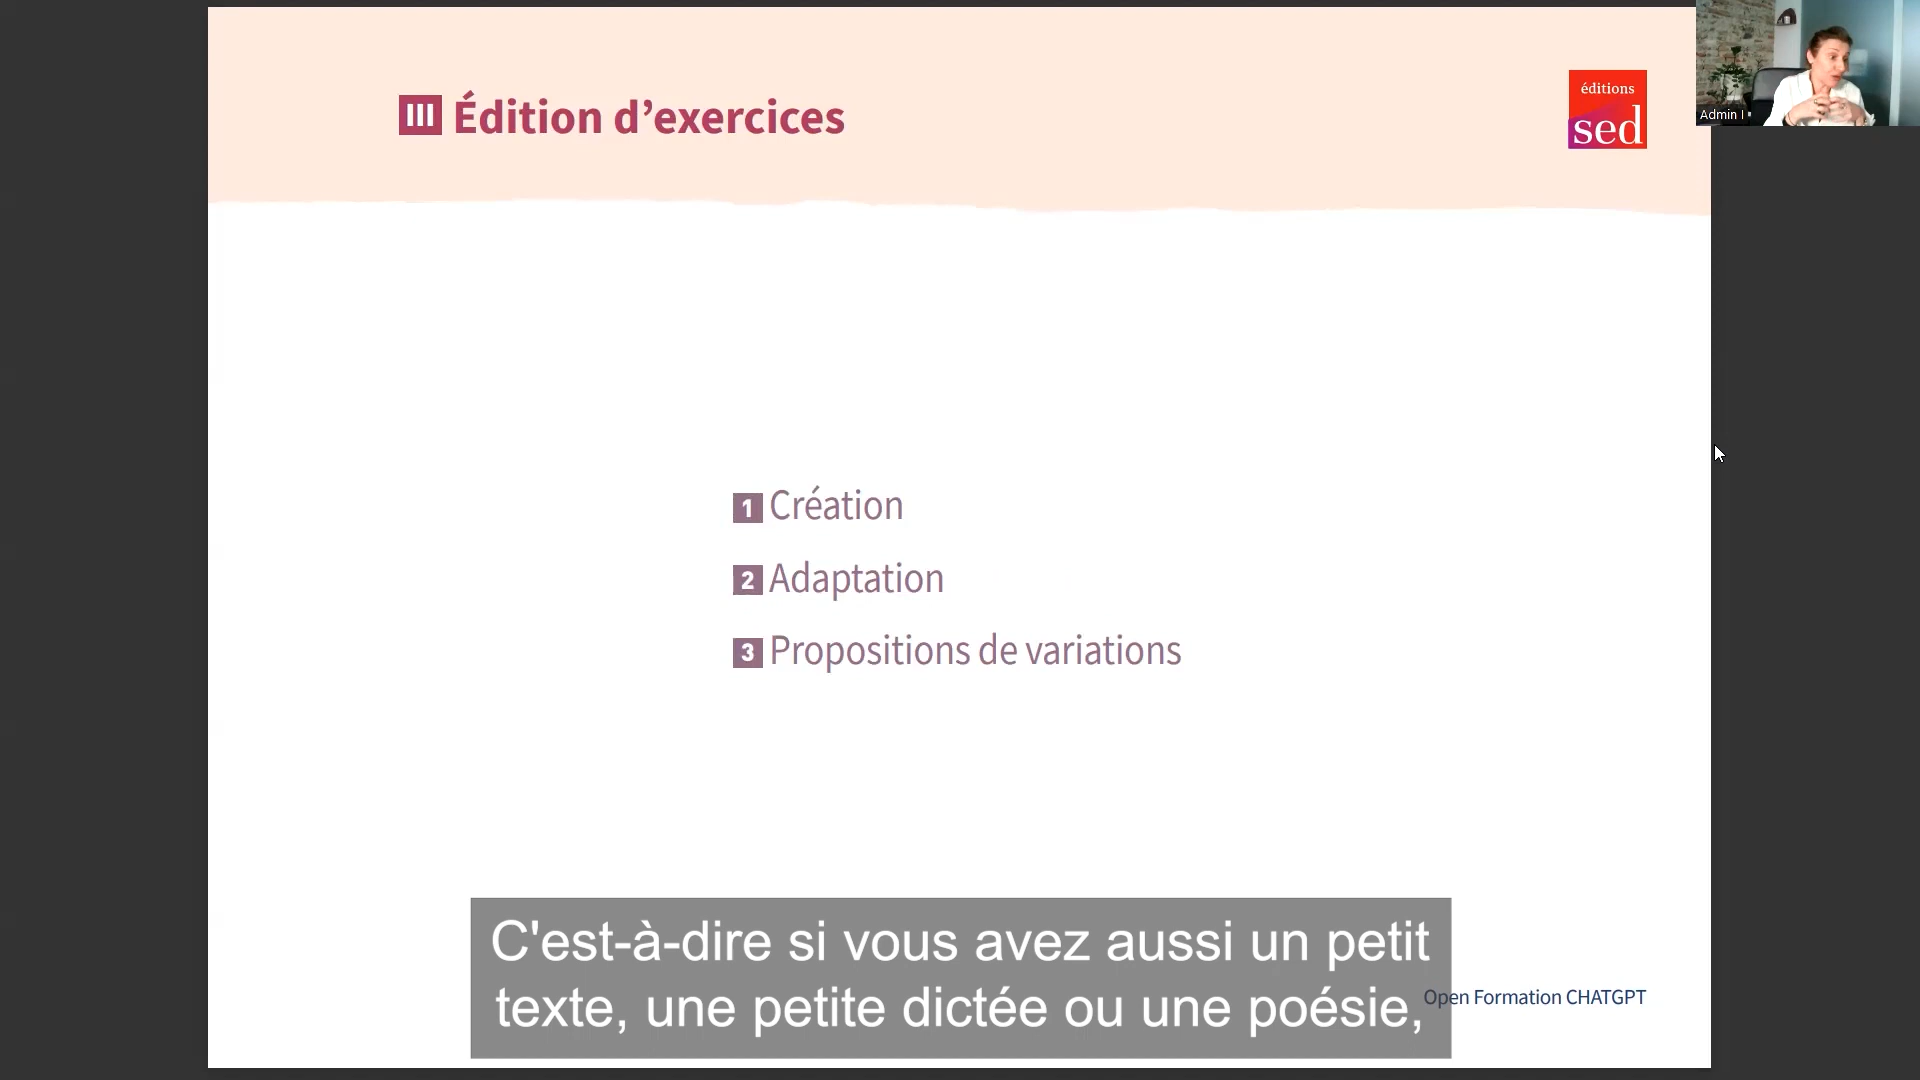 III Édition d’exercices
éditions
sed
Admin I
1 Création
2 Adaptation
3 Propositions de variations
C'est-à-dire si vous avez aussi un petit
texte, une petite dictée ou une poésie,
Open Formation CHATGPT